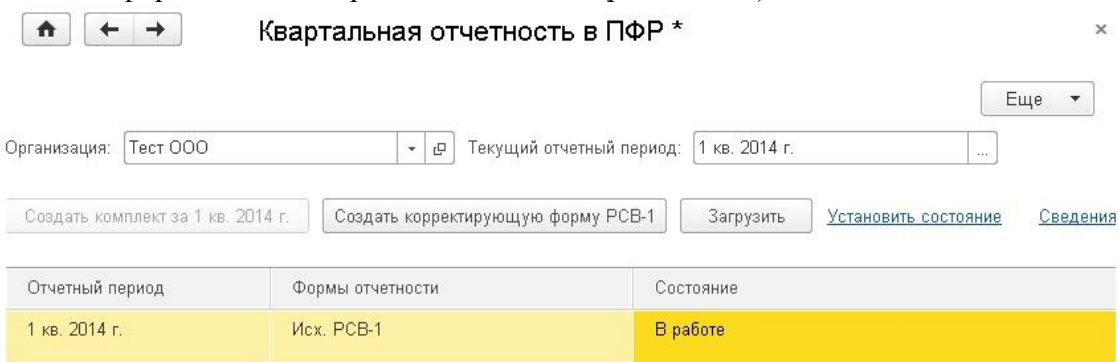 Квартальная отчетность в ПФР *
Еще
Организация: Тест ООО Текущий отчетный период: 1 кв. 2014 г. ...
Создать комплект за 1 кв. 2014 г. Создать корректирующую форму РСВ-1 Загрузить Установить состояние Сведения
Отчетный период Формы отчетности Состояние
1 кв. 2014 г. Исх. РСВ-1 В работе